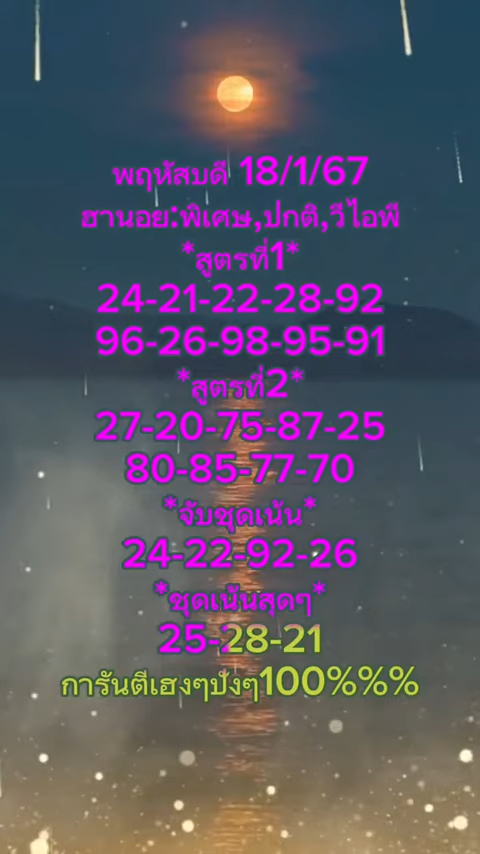 พฤหัสบดี 18/1/67
ฮานอย:พิเศษ,ปกติ,วีไอพี
*สูตรที่1*
24-21-22-28-92
96-26-98-95-91
*สูตรที่2*
27-20-75-87-25
80-85-77-70
*จับชุดเน้น*
24-22-92-26
*ชุดเน้นสุดๆ*
25-28-21
การันตีเฮงๆปังๆ100%%%